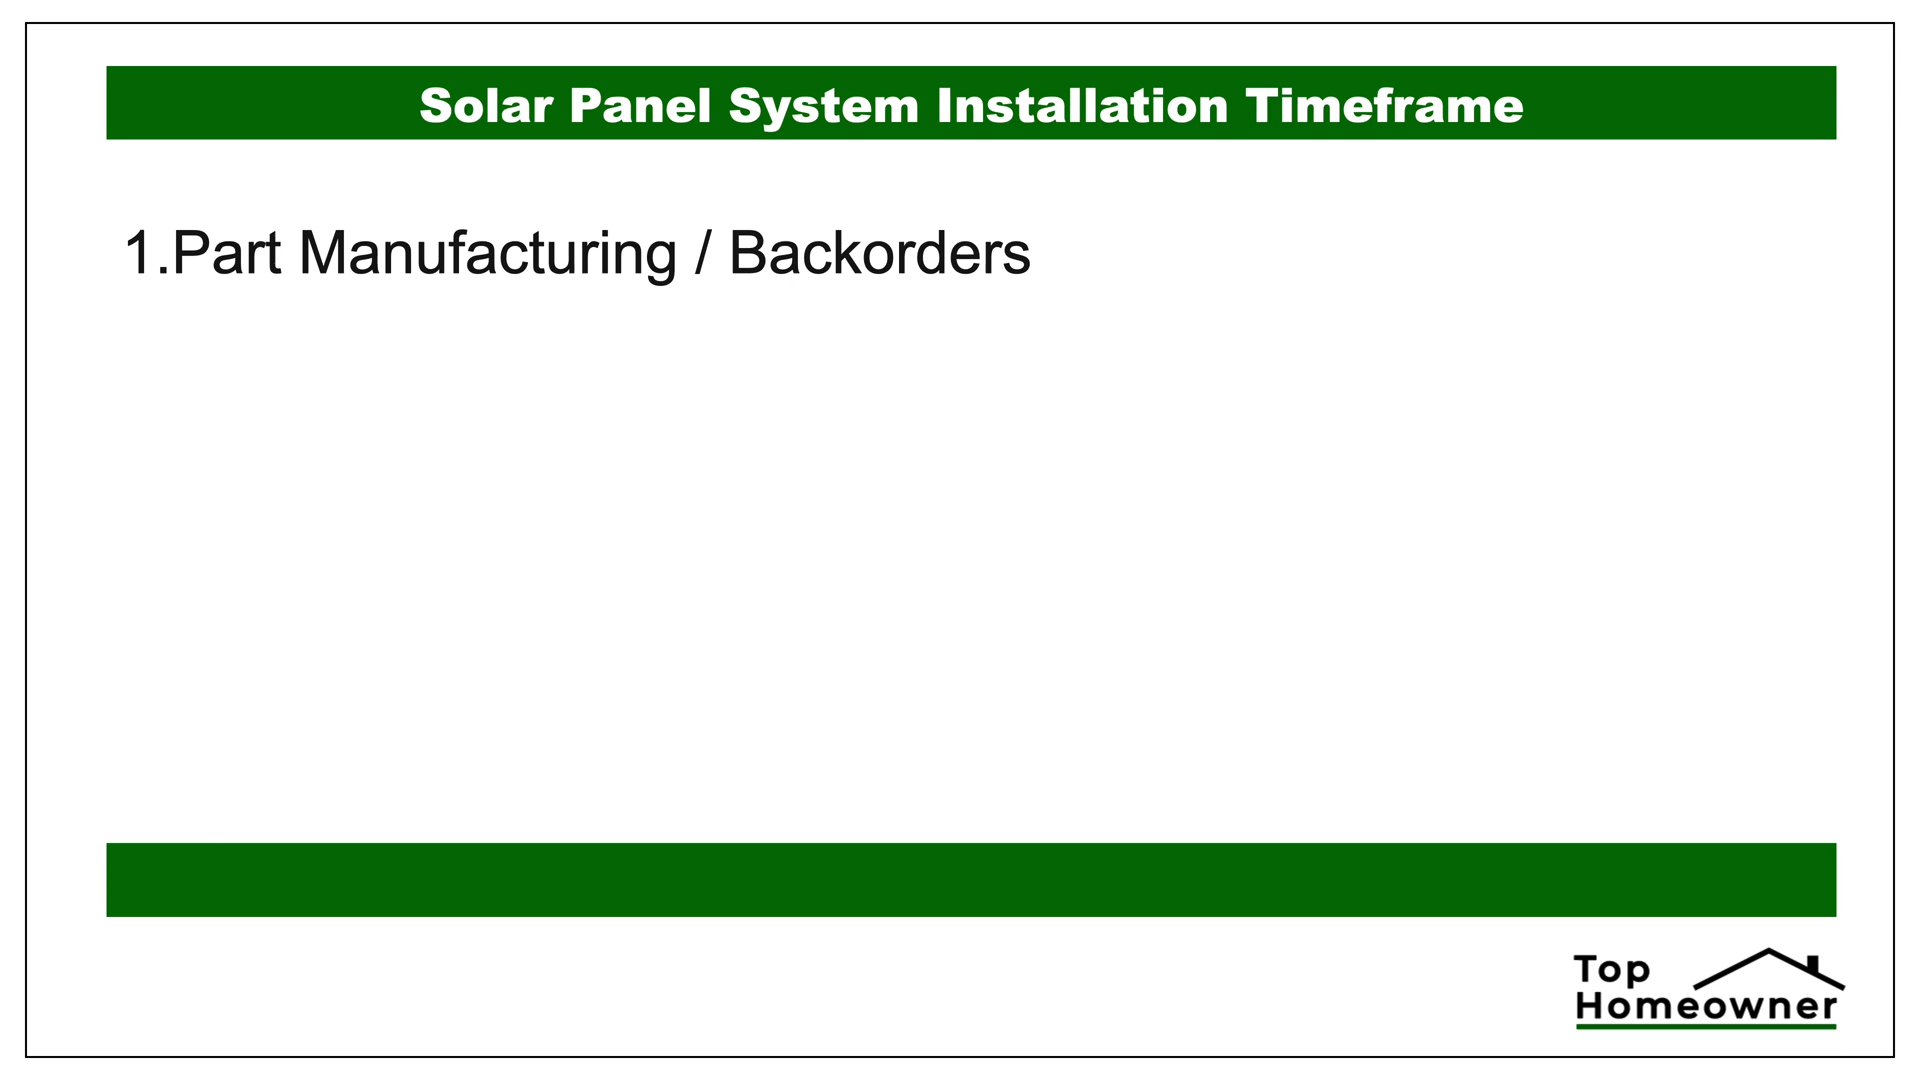 Solar Panel System Installation Timeframe
1.Part Manufacturing / Backorders
Top
Homeowner